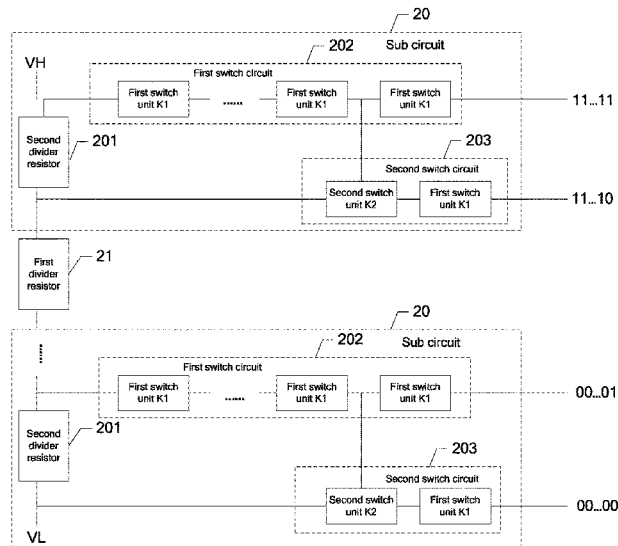 20
202
Sub circuit
VH
First switch circuit
First switch unit K1
......
First switch unit K1
First switch unit K1
11...11
Second divider resistor
201
203
Second switch circuit
Second switch unit K2
First switch unit K1
11...10
First divider resistor
21
20
202
Sub circuit
......
First switch circuit
First switch unit K1
......
First switch unit K1
First switch unit K1
00...01
Second divider resistor
201
203
Second switch circuit
Second switch unit K2
First switch unit K1
00...00
VL